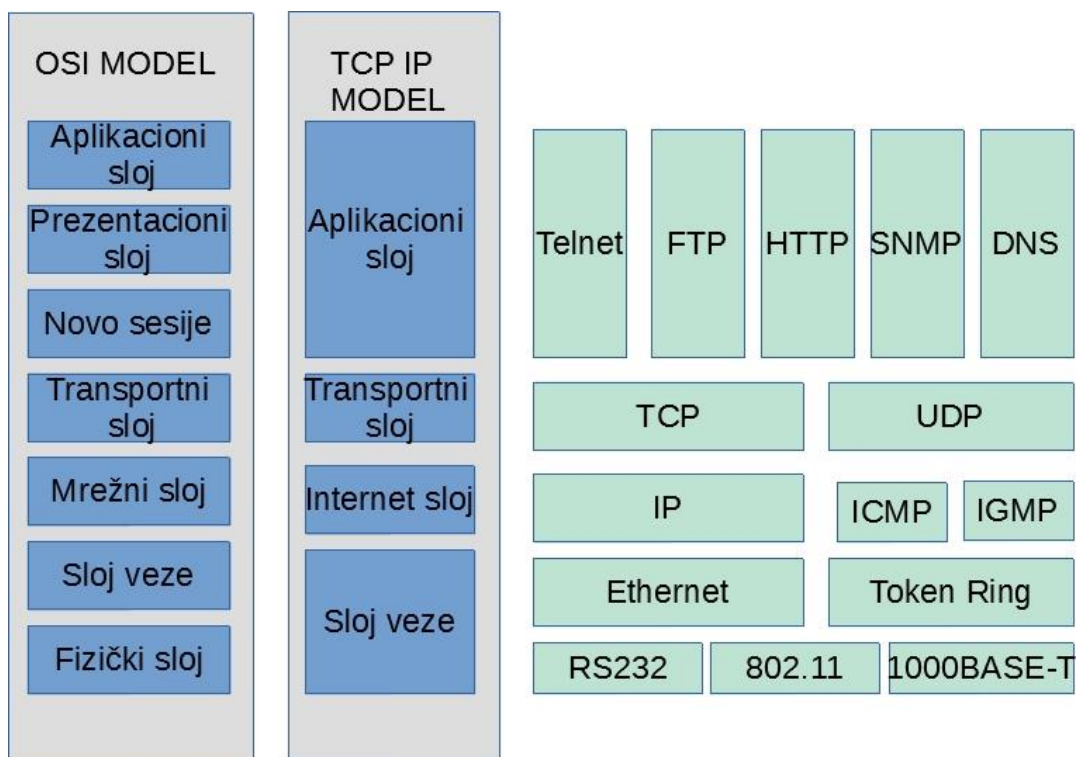 OSI MODEL
Aplikacioni
sloj
Prezentacioni
sloj
Novo sesije
Transportni
sloj
Mrežni sloj
Sloj veze
Fizički sloj
TCP IP
MODEL
Aplikacioni
sloj
Transportni
sloj
Internet sloj
Sloj veze
Telnet
FTP
HTTP
SNMP
DNS
TCP
UDP
IP
ICMP
IGMP
Ethernet
Token Ring
RS232
802.11
1000BASE-T